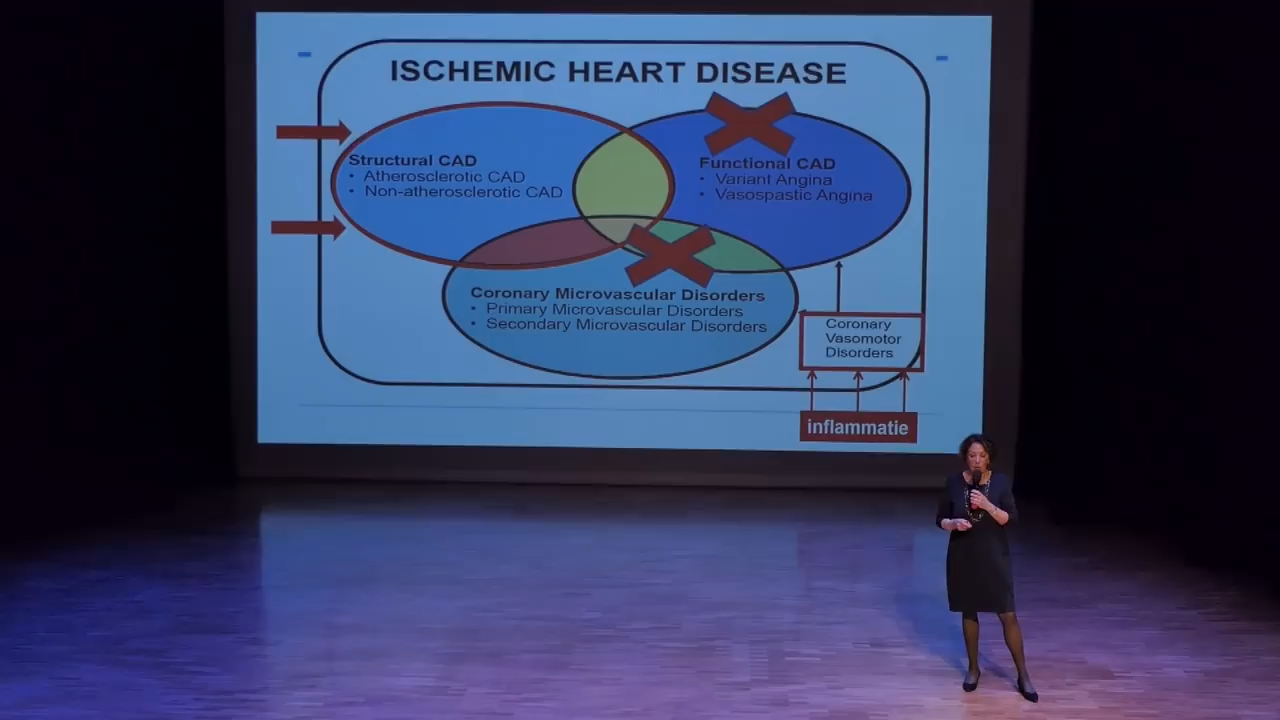 ISCHEMIC HEART DISEASE
Structural CAD
• Atherosclerotic CAD
• Non-atherosclerotic CAD
Functional CAD
• Variant Angina
• Vasospastic Angina
Coronary Microvascular Disorders
• Primary Microvascular Disorders
• Secondary Microvascular Disorders
Coronary
Vasomotor
Disorders
inflammatie